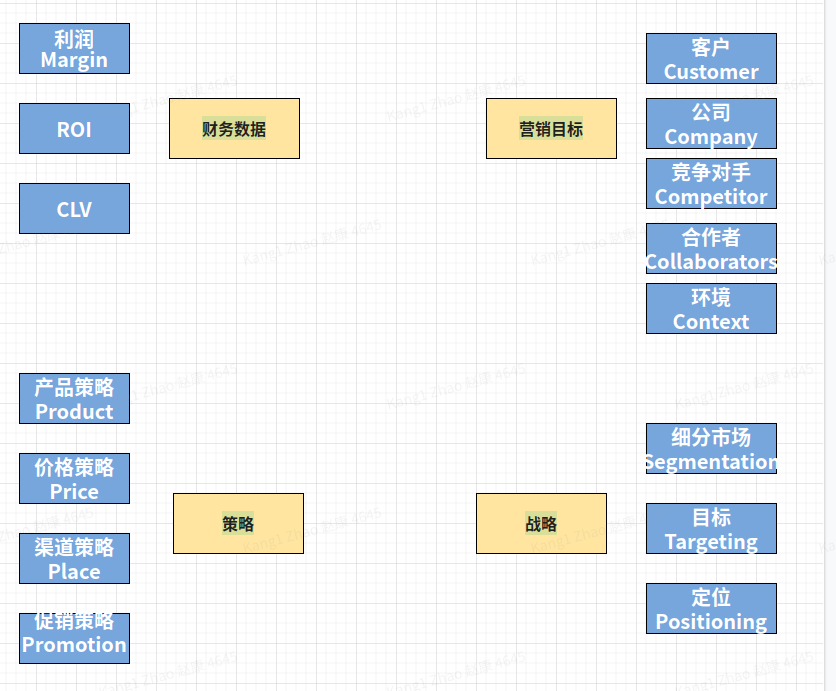 利润
Margin
ROI
CLV
财务数据
营销目标
客户
Customer
公司
Company
竞争对手
Competitor
合作者
Collaborators
环境
Context
产品策略
Product
价格策略
Price
渠道策略
Place
促销策略
Promotion
策略
战略
细分市场
Segmentation
目标
Targeting
定位
Positioning
Kang1 Zhao 赵康 4645